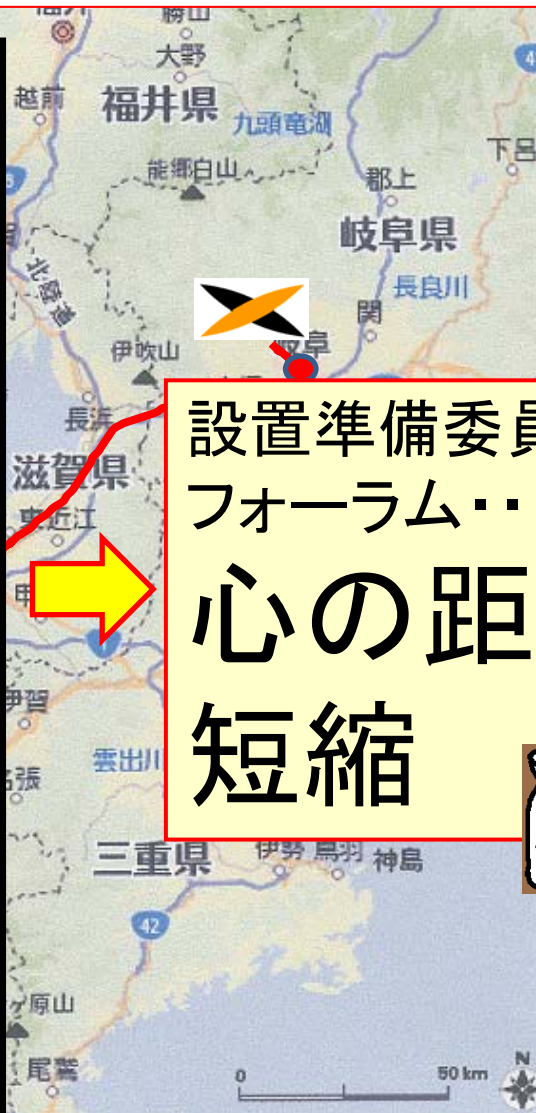 勝山
大野
越前
福井県
九頭竜湖
下呂
能郷白山
郡上
岐阜県
北陸道
長良川
関
岐阜
伊吹山
長浜
滋賀県
東近江
設置準備委員
フォーラム・・
心の距
短縮
伊賀
雲出川
三重県
伊勢 鳥羽 神島
42
尾鷲
0 50 km
N